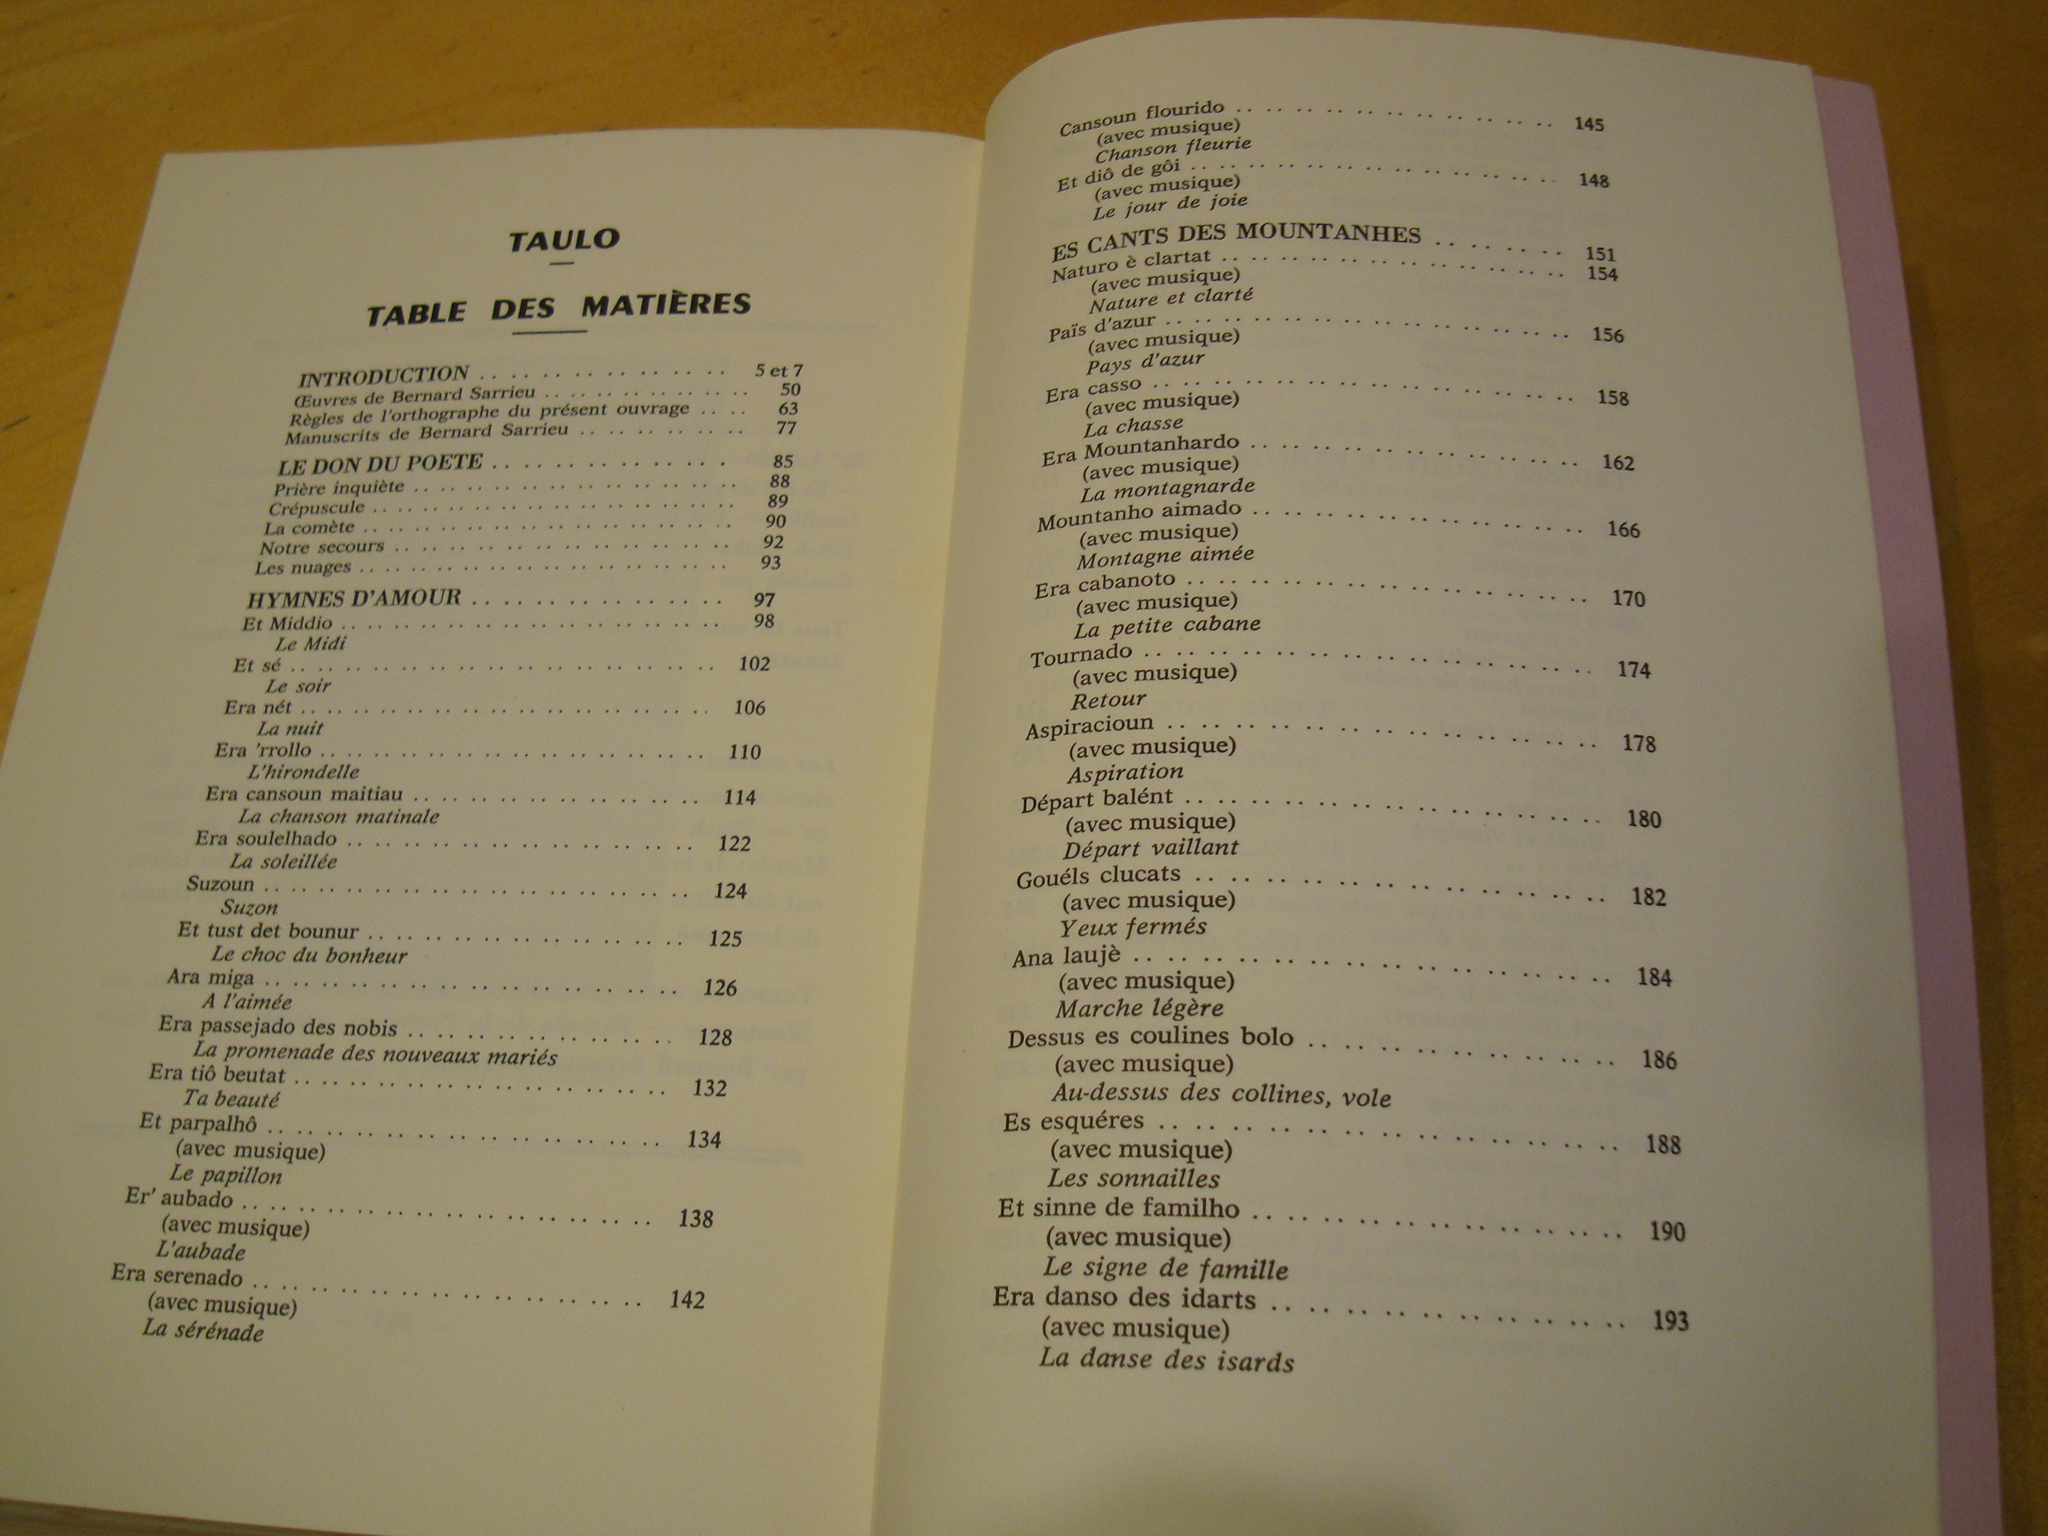 TAULO
TABLE DES MATIÈRES
INTRODUCTION . . . . . . . . . . . . . . . 5 et 7
Œuvres de Bernard Sarrieu . . . . . . . . . . . . . 50
Règles de l'orthographe du présent ouvrage . . . . 63
Manuscrits de Bernard Sarrieu . . . . . . . . . . . 77
LE DON DU POETE . . . . . . . . . . . . . 85
Prière inquiète . . . . . . . . . . . . . . . . . . 88
Crépuscule . . . . . . . . . . . . . . . . . . . . 89
La comète . . . . . . . . . . . . . . . . . . . . 90
Notre secours . . . . . . . . . . . . . . . . . . . 92
Les nuages . . . . . . . . . . . . . . . . . . . . 93
HYMNES D'AMOUR . . . . . . . . . . . . . 97
Et Middio . . . . . . . . . . . . . . . . . . . . 98
Le Midi
Et sé . . . . . . . . . . . . . . . . . . . . . . 102
Le soir
Era nét . . . . . . . . . . . . . . . . . . . . . 106
La nuit
Era 'rrollo . . . . . . . . . . . . . . . . . . . . 110
L'hirondelle
Era cansoun maitiau . . . . . . . . . . . . . . . 114
La chanson matinale
Era soulelhado . . . . . . . . . . . . . . . . . . 122
La soleillée
Suzoun . . . . . . . . . . . . . . . . . . . . . 124
Suzon
Et tust det bounur . . . . . . . . . . . . . . . . 125
Le choc du bonheur
Ara miga . . . . . . . . . . . . . . . . . . . . 126
A l'aimée
Era passejado des nobis . . . . . . . . . . . . . 128
La promenade des nouveaux mariés
Era tiô beutat . . . . . . . . . . . . . . . . . . 132
Ta beauté
Et parpalhô . . . . . . . . . . . . . . . . . . . 134
(avec musique)
Le papillon
Er' aubado . . . . . . . . . . . . . . . . . . . 138
(avec musique)
L'aubade
Era serenado . . . . . . . . . . . . . . . . . . 142
(avec musique)
La sérénade
Cansoun flourido . . . . . . . . . . . . . . . . 145
(avec musique)
Chanson fleurie
Et diô de gôi . . . . . . . . . . . . . . . . . . 148
(avec musique)
Le jour de joie
ES CANTS DES MOUNTANHES . . . . . . . . 151
Naturo è clartat . . . . . . . . . . . . . . . . . 154
(avec musique)
Nature et clarté
Païs d'azur . . . . . . . . . . . . . . . . . . . 156
(avec musique)
Pays d'azur
Era casso . . . . . . . . . . . . . . . . . . . . 158
(avec musique)
La chasse
Era Mountanhardo . . . . . . . . . . . . . . . . 162
(avec musique)
La montagnarde
Mountanho aimado . . . . . . . . . . . . . . . . 166
(avec musique)
Montagne aimée
Era cabanoto . . . . . . . . . . . . . . . . . . 170
(avec musique)
La petite cabane
Tournado . . . . . . . . . . . . . . . . . . . . 174
(avec musique)
Retour
Aspiracioun . . . . . . . . . . . . . . . . . . . 178
(avec musique)
Aspiration
Départ balént . . . . . . . . . . . . . . . . . . 180
(avec musique)
Départ vaillant
Gouéls clucats . . . . . . . . . . . . . . . . . . 182
(avec musique)
Yeux fermés
Ana laujè . . . . . . . . . . . . . . . . . . . . 184
(avec musique)
Marche légère
Dessus es coulines bolo . . . . . . . . . . . . . 186
(avec musique)
Au-dessus des collines, vole
Es esquéres . . . . . . . . . . . . . . . . . . . 188
(avec musique)
Les sonnailles
Et sinne de familho . . . . . . . . . . . . . . . 190
(avec musique)
Le signe de famille
Era danso des idarts . . . . . . . . . . . . . . . 193
(avec musique)
La danse des isards